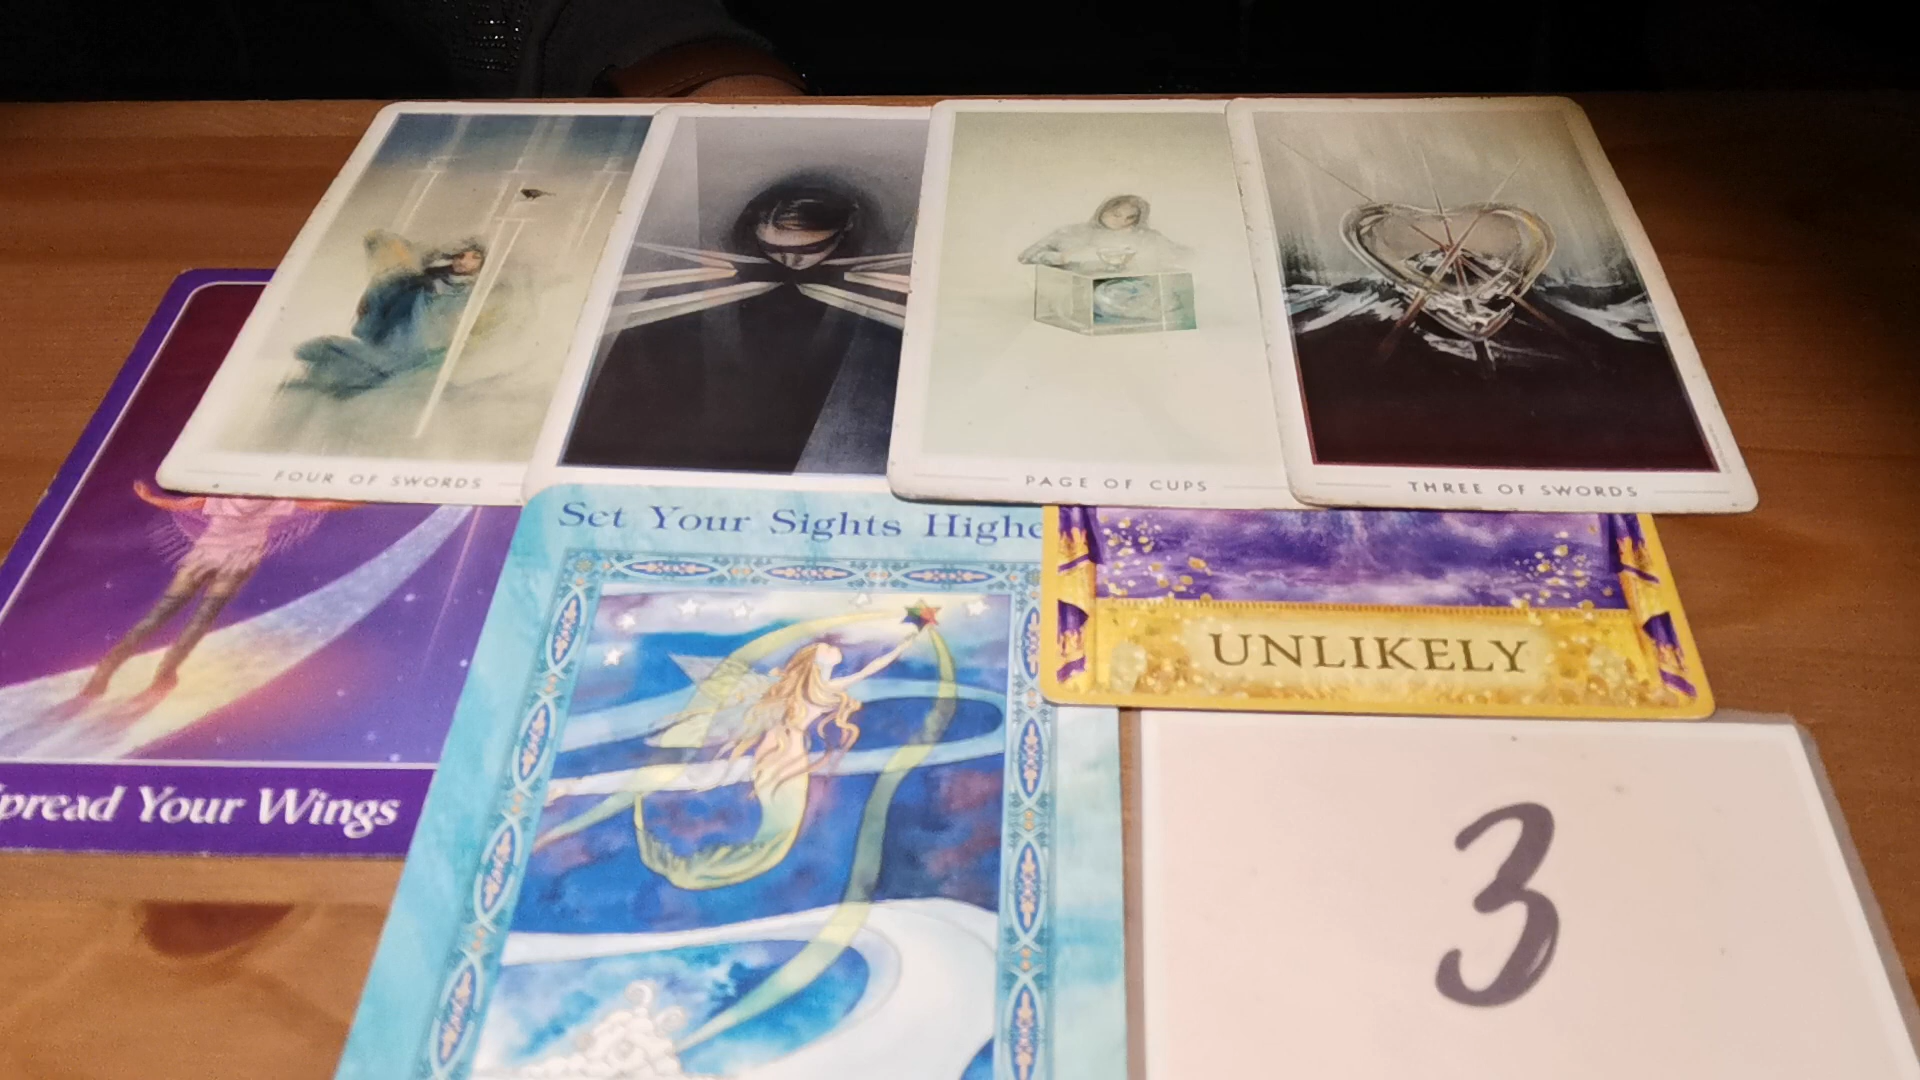 FOUR OF SWORDS
PAGE OF CUPS
THREE OF SWORDS
Set Your Sights Highe
UNLIKELY
pread Your Wings
3